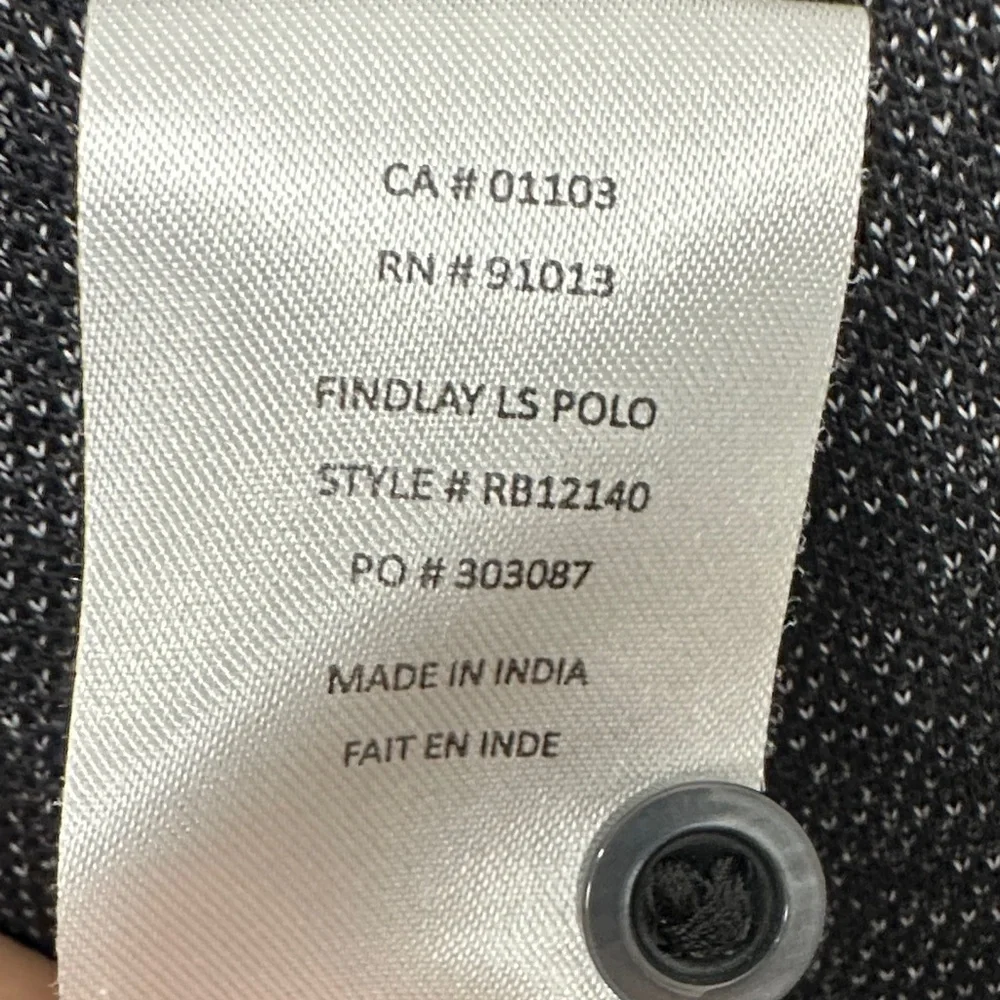 CA # 01103
RN # 91013
FINDLAY LS POLO
STYLE # RB12140
PO # 303087
MADE IN INDIA
FAIT EN INDE